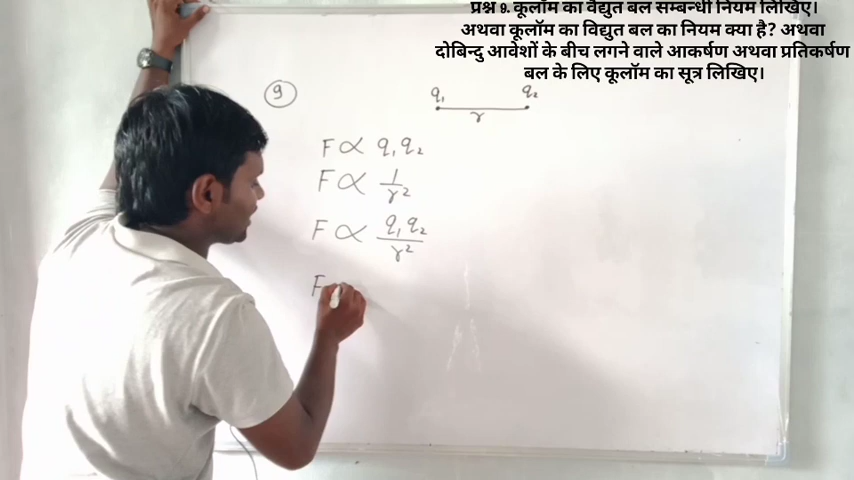 प्रश्न 9. कूलॉम का वैद्युत बल सम्बन्धी नियम लिखिए।
अथवा कूलॉम का विद्युत बल का नियम क्या है? अथवा
दोबिन्दु आवेशों के बीच लगने वाले आकर्षण अथवा प्रतिकर्षण
बल के लिए कूलॉम का सूत्र लिखिए।
9
q₁ q₂
r
F ∝ q₁q₂
F ∝ 1/r²
F ∝ q₁q₂/r²
F